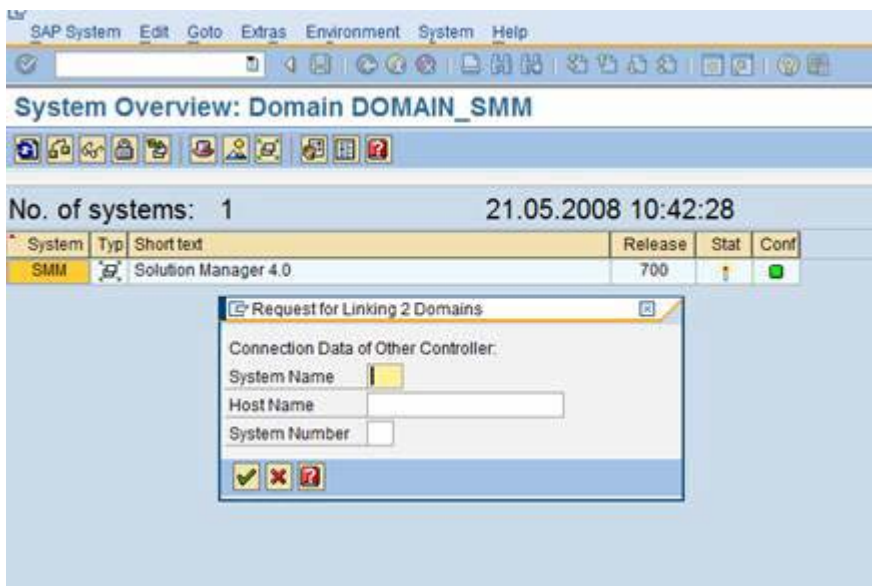 SAP System Edit Goto Extras Environment System Help
System Overview: Domain DOMAIN_SMM
No. of systems: 1 21.05.2008 10:42:28
System Typ Short text Release Stat Conf
SMM Solution Manager 4.0 700
Request for Linking 2 Domains
Connection Data of Other Controller:
System Name
Host Name
System Number